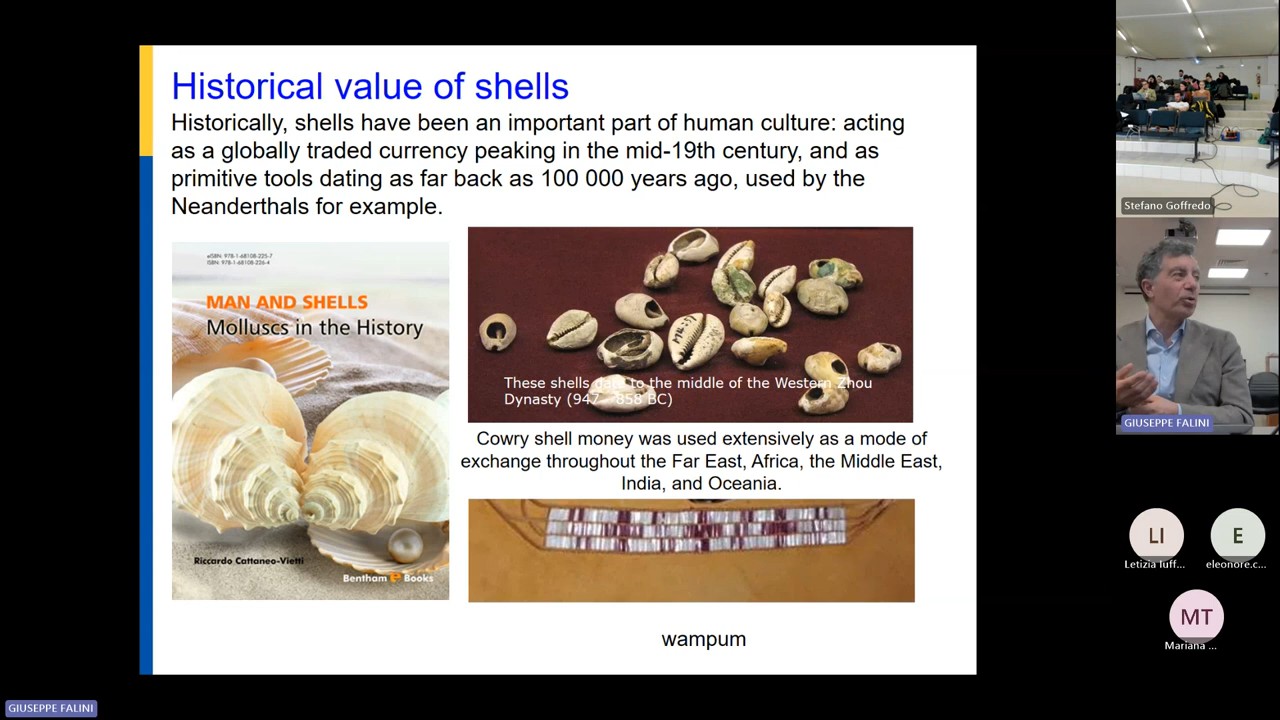 Historical value of shells
Historically, shells have been an important part of human culture: acting
as a globally traded currency peaking in the mid-19th century, and as
primitive tools dating as far back as 100 000 years ago, used by the
Neanderthals for example.
eISBN: 978-1-68108-225-7
ISBN: 978-1-68108-226-4
MAN AND SHELLS
Molluscs in the History
Riccardo Cattaneo-Vietti
Bentham e Books
These shells date to the middle of the Western Zhou
Dynasty (947 - 858 BC)
Cowry shell money was used extensively as a mode of
exchange throughout the Far East, Africa, the Middle East,
India, and Oceania.
wampum
Stefano Goffredo
GIUSEPPE FALINI
LI
Letizia Iuff...
E
eleonore.c...
MT
Mariana ...
GIUSEPPE FALINI